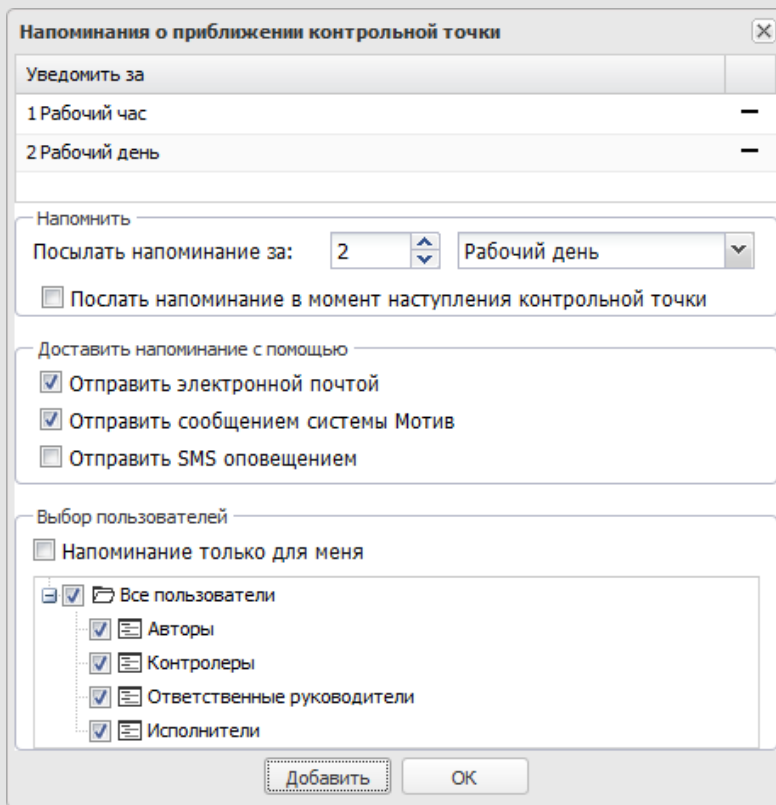 Напоминания о приближении контрольной точки
Уведомить за
1 Рабочий час
2 Рабочий день
Напомнить
Посылать напоминание за: 2 Рабочий день
Послать напоминание в момент наступления контрольной точки
Доставить напоминание с помощью
Отправить электронной почтой
Отправить сообщением системы Мотив
Отправить SMS оповещением
Выбор пользователей
Напоминание только для меня
Все пользователи
Авторы
Контролеры
Ответственные руководители
Исполнители
Добавить ОК